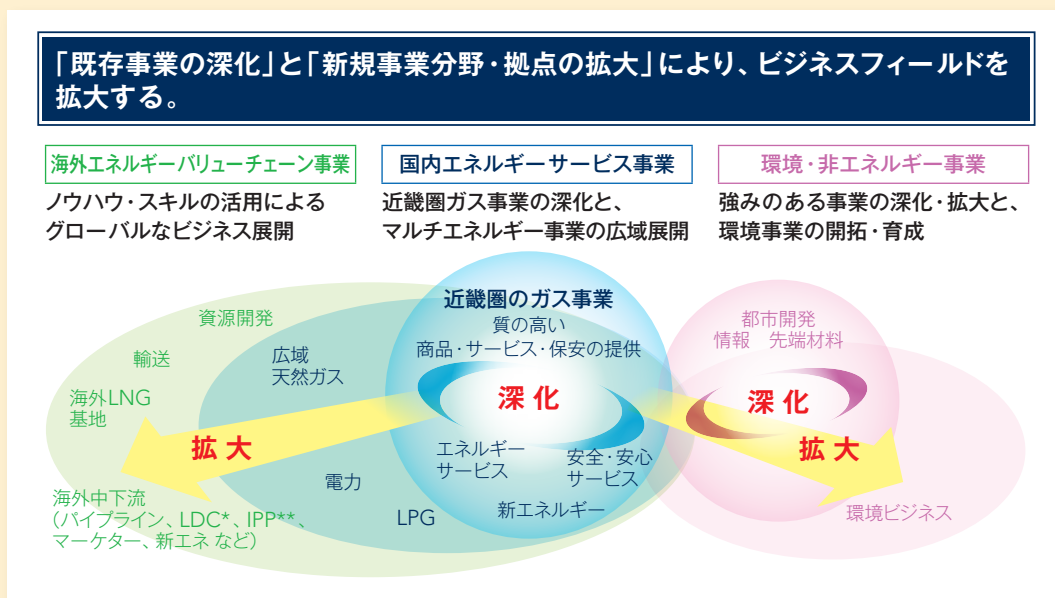 「既存事業の深化」と「新規事業分野・拠点の拡大」により、ビジネスフィールドを
拡大する。
海外エネルギーバリューチェーン事業
ノウハウ・スキルの活用による
グローバルなビジネス展開
国内エネルギーサービス事業
近畿圏ガス事業の深化と、
マルチエネルギー事業の広域展開
環境・非エネルギー事業
強みのある事業の深化・拡大と、
環境事業の開拓・育成
資源開発
輸送
海外LNG
基地
拡大
海外中下流
(パイプライン、LDC*、IPP**、
マーケター、新エネ など)
広域
天然ガス
電力
LPG
近畿圏のガス事業
質の高い
商品・サービス・保安の提供
深化
エネルギー
サービス
安全・安心
サービス
新エネルギー
都市開発
情報 先端材料
深化
拡大
環境ビジネス